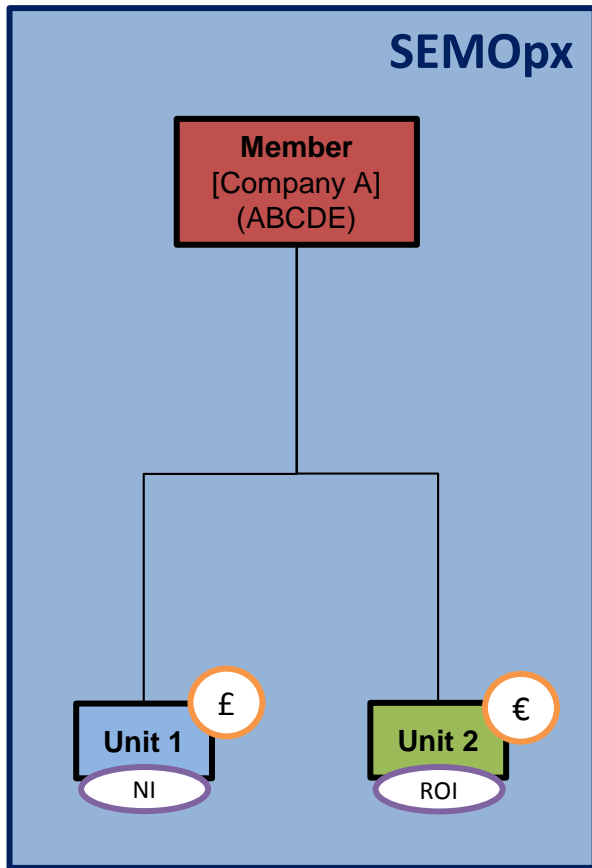 SEMOpx
Member
[Company A]
(ABCDE)
£
€
Unit 1
Unit 2
NI
ROI